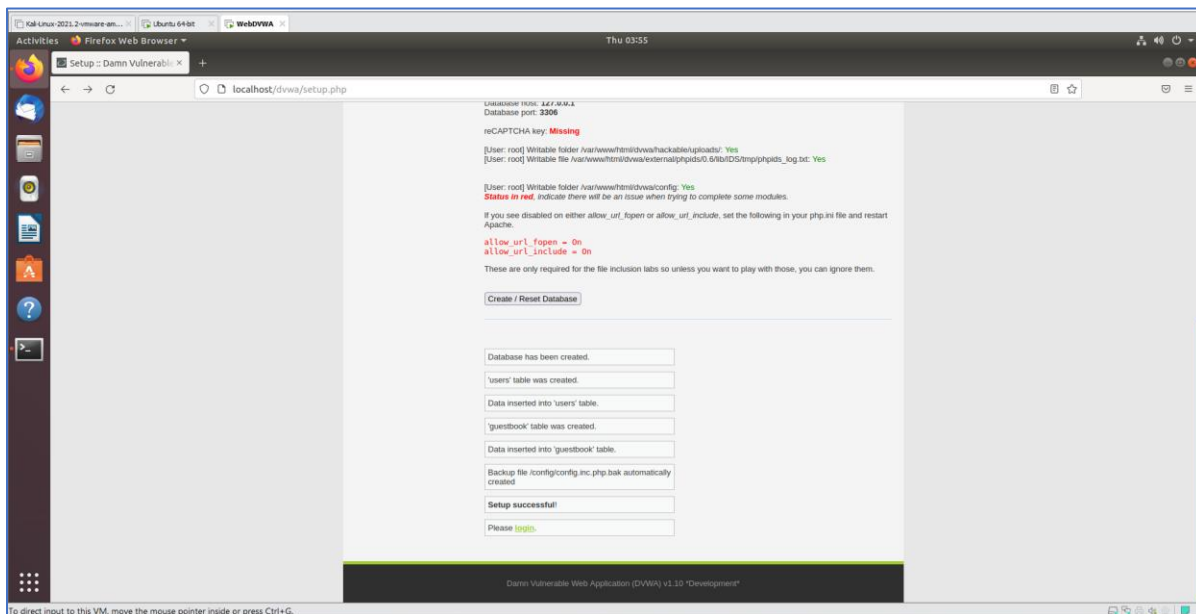 Kali-Linux-2021.2-vmware-am...
Ubuntu 64-bit
WebDVWA
Activities
Firefox Web Browser
Thu 03:55
Setup :: Damn Vulnerable
localhost/dvwa/setup.php
Database host: 127.0.0.1
Database port: 3306
reCAPTCHA key: Missing
[User: root] Writable folder /var/www/html/dvwa/hackable/uploads/: Yes
[User: root] Writable file /var/www/html/dvwa/external/phpids/0.6/lib/IDS/tmp/phpids_log.txt: Yes
[User: root] Writable folder /var/www/html/dvwa/config: Yes
Status in red, indicate there will be an issue when trying to complete some modules.
If you see disabled on either allow_url_fopen or allow_url_include, set the following in your php.ini file and restart
Apache.
allow_url_fopen = On
allow_url_include = On
These are only required for the file inclusion labs so unless you want to play with those, you can ignore them.
Create / Reset Database
Database has been created.
'users' table was created.
Data inserted into 'users' table.
'guestbook' table was created.
Data inserted into 'guestbook' table.
Backup file /config/config.inc.php.bak automatically
created
Setup successful!
Please login.
Damn Vulnerable Web Application (DVWA) v1.10 *Development*
To direct input to this VM, move the mouse pointer inside or press Ctrl+G.